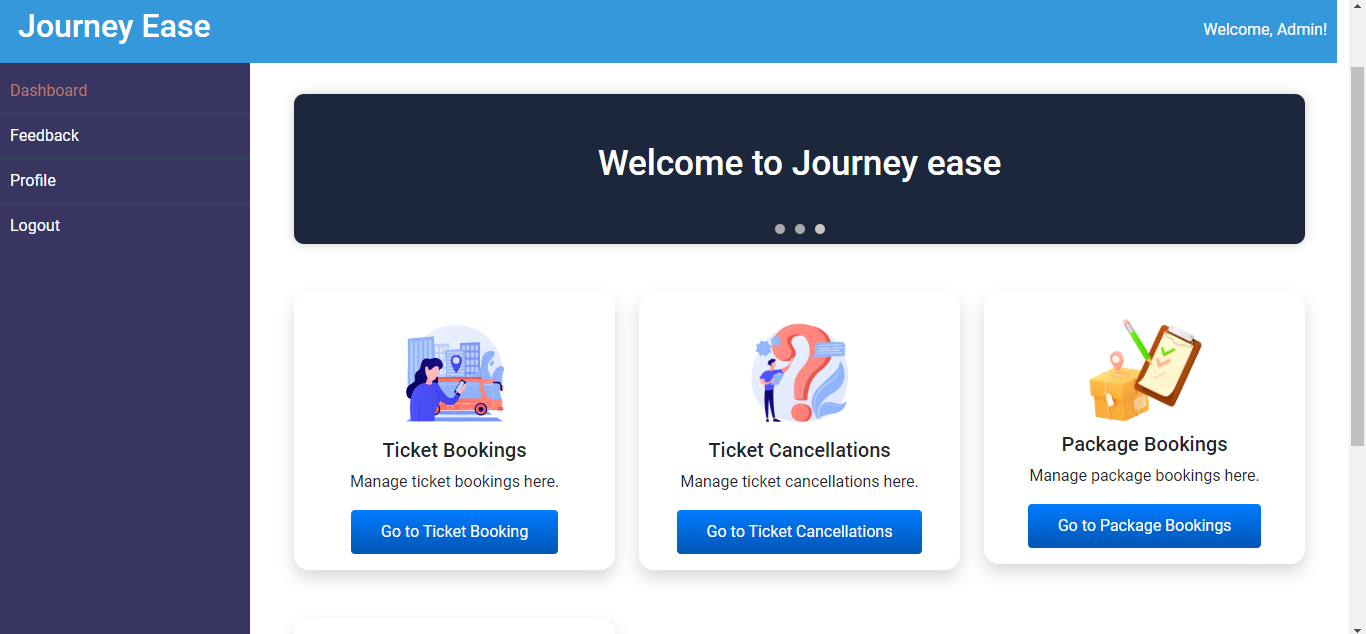 Journey Ease
Welcome, Admin!
Dashboard
Feedback
Profile
Logout
Welcome to Journey ease
Ticket Bookings
Manage ticket bookings here.
Go to Ticket Booking
Ticket Cancellations
Manage ticket cancellations here.
Go to Ticket Cancellations
Package Bookings
Manage package bookings here.
Go to Package Bookings